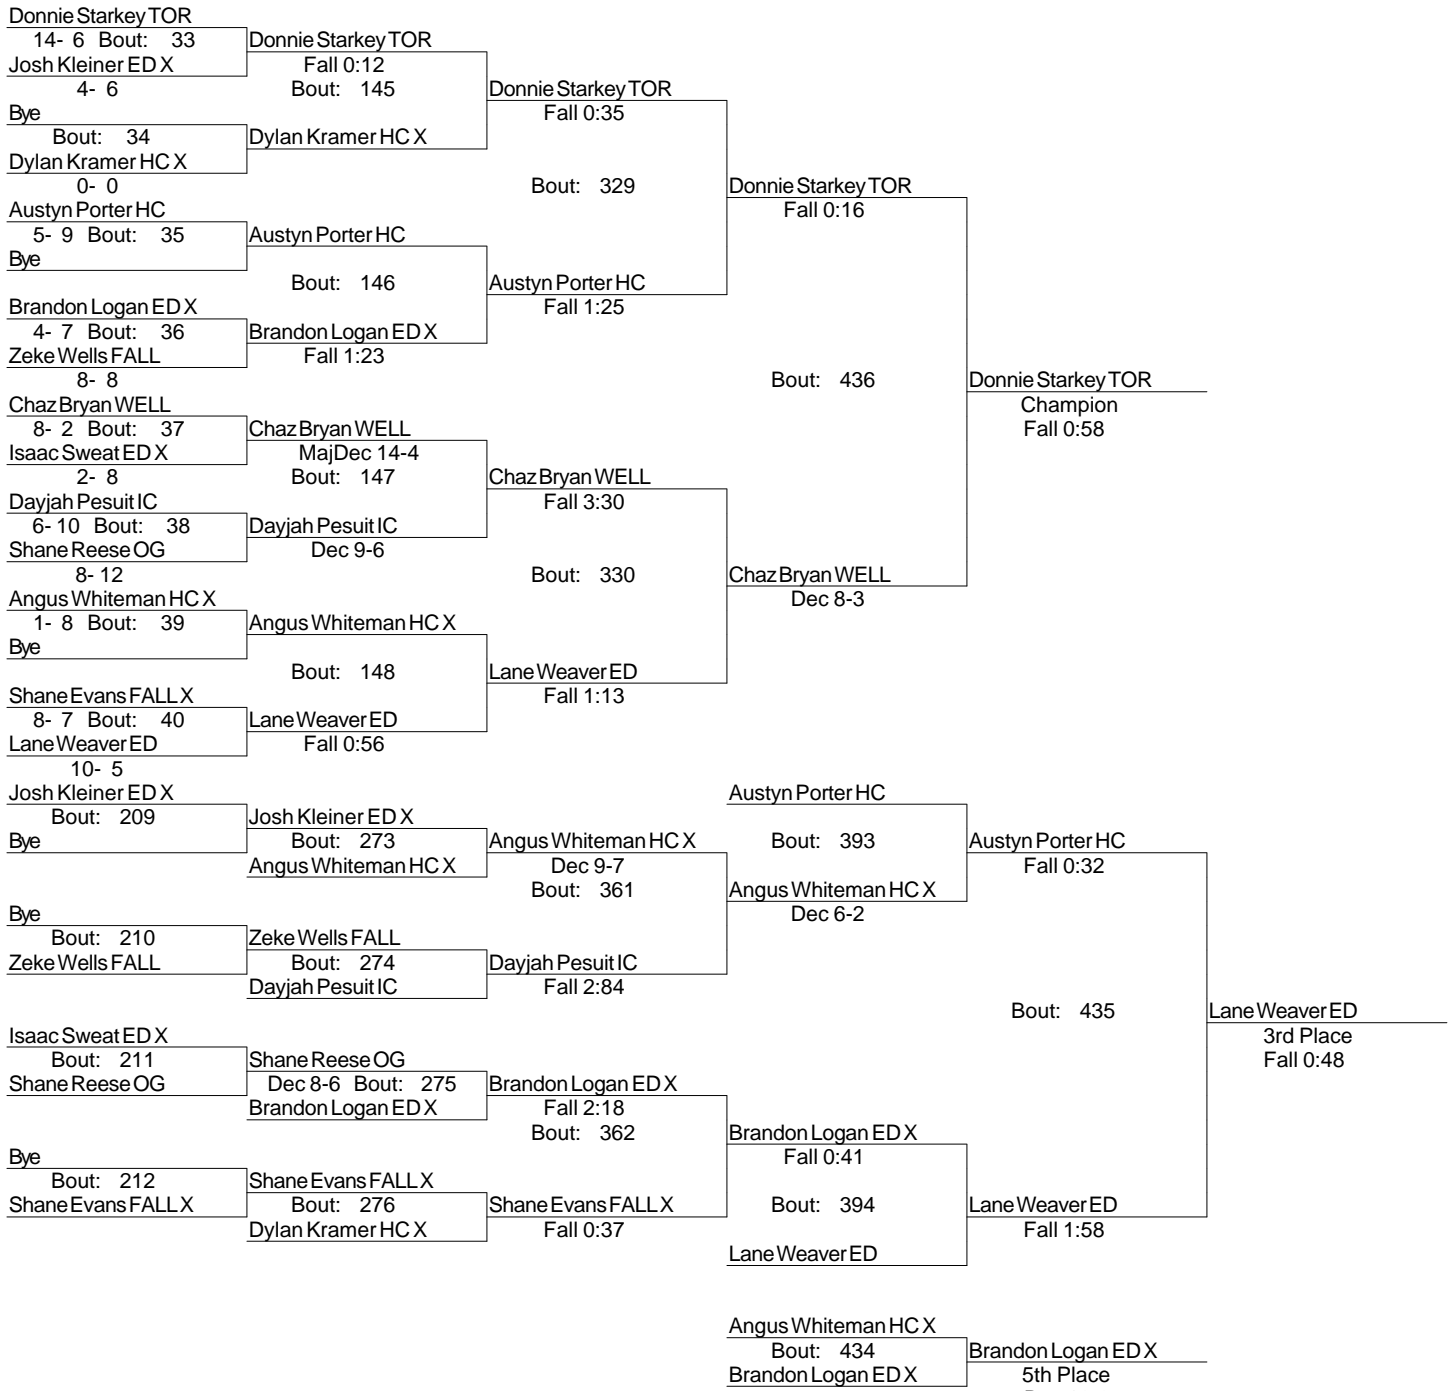 Donnie Starkey TOR
14- 6 Bout: 33
Donnie Starkey TOR
Josh Kleiner ED X
Fall 0:12
4- 6
Bout: 145
Donnie Starkey TOR
Bye
Fall 0:35
Bout: 34
Dylan Kramer HC X
Dylan Kramer HC X
0- 0
Bout: 329
Donnie Starkey TOR
Austyn Porter HC
Fall 0:16
5- 9 Bout: 35
Austyn Porter HC
Bye
Bout: 146
Austyn Porter HC
Brandon Logan ED X
Fall 1:25
4- 7 Bout: 36
Brandon Logan ED X
Zeke Wells FALL
Fall 1:23
8- 8
Bout: 436
Donnie Starkey TOR
Chaz Bryan WELL
Champion
8- 2 Bout: 37
Chaz Bryan WELL
Fall 0:58
Isaac Sweat ED X
MajDec 14-4
2- 8
Bout: 147
Chaz Bryan WELL
Dayjah Pesuit IC
Fall 3:30
6- 10 Bout: 38
Dayjah Pesuit IC
Shane Reese OG
Dec 9-6
8- 12
Bout: 330
Chaz Bryan WELL
Angus Whiteman HC X
Dec 8-3
1- 8 Bout: 39
Angus Whiteman HC X
Bye
Bout: 148
Lane Weaver ED
Shane Evans FALL X
Fall 1:13
8- 7 Bout: 40
Lane Weaver ED
Lane Weaver ED
Fall 0:56
10- 5
Josh Kleiner ED X
Austyn Porter HC
Bout: 209
Josh Kleiner ED X
Bye
Bout: 273
Angus Whiteman HC X
Bout: 393
Austyn Porter HC
Angus Whiteman HC X
Dec 9-7
Fall 0:32
Bout: 361
Angus Whiteman HC X
Bye
Dec 6-2
Bout: 210
Zeke Wells FALL
Zeke Wells FALL
Bout: 274
Dayjah Pesuit IC
Dayjah Pesuit IC
Fall 2:84
Bout: 435
Lane Weaver ED
Isaac Sweat ED X
3rd Place
Bout: 211
Shane Reese OG
Fall 0:48
Shane Reese OG
Dec 8-6 Bout: 275
Brandon Logan ED X
Brandon Logan ED X
Fall 2:18
Bout: 362
Brandon Logan ED X
Bye
Fall 0:41
Bout: 212
Shane Evans FALL X
Shane Evans FALL X
Bout: 276
Shane Evans FALL X
Bout: 394
Lane Weaver ED
Dylan Kramer HC X
Fall 0:37
Fall 1:58
Lane Weaver ED
Angus Whiteman HC X
Bout: 434
Brandon Logan ED X
Brandon Logan ED X
5th Place